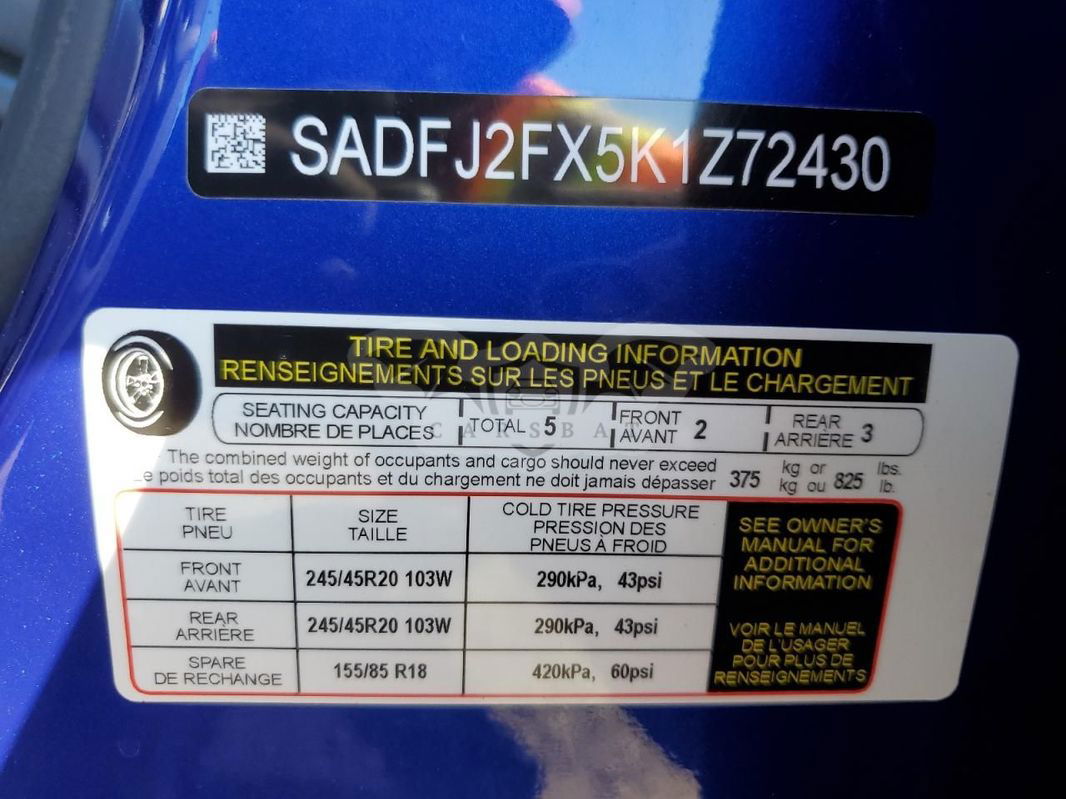 SADFJ2FX5K1Z72430
TIRE AND LOADING INFORMATION
RENSEIGNEMENTS SUR LES PNEUS ET LE CHARGEMENT
SEATING CAPACITY
NOMBRE DE PLACES
TOTAL 5
FRONT
AVANT 2
REAR
ARRIÈRE 3
The combined weight of occupants and cargo should never exceed
Le poids total des occupants et du chargement ne doit jamais dépasser
375 kg or 825 lbs.
kg ou lb.
TIRE
PNEU
SIZE
TAILLE
COLD TIRE PRESSURE
PRESSION DES
PNEUS À FROID
FRONT
AVANT
245/45R20 103W
290kPa, 43psi
REAR
ARRIÈRE
245/45R20 103W
290kPa, 43psi
SPARE
DE RECHANGE
155/85 R18
420kPa, 60psi
SEE OWNER'S
MANUAL FOR
ADDITIONAL
INFORMATION
VOIR LE MANUEL
DE L'USAGER
POUR PLUS DE
RENSEIGNEMENTS
CARSBAT